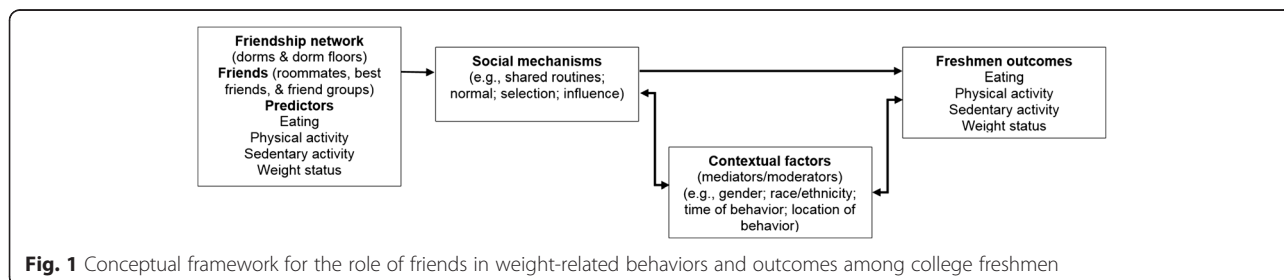 Friendship network
(dorms & dorm floors)
Friends (roommates, best
friends, & friend groups)
Predictors
Eating
Physical activity
Sedentary activity
Weight status
Social mechanisms
(e.g., shared routines;
normal; selection; influence)
Contextual factors
(mediators/moderators)
(e.g., gender; race/ethnicity;
time of behavior; location of
behavior)
Freshmen outcomes
Eating
Physical activity
Sedentary activity
Weight status
Fig. 1 Conceptual framework for the role of friends in weight-related behaviors and outcomes among college freshmen